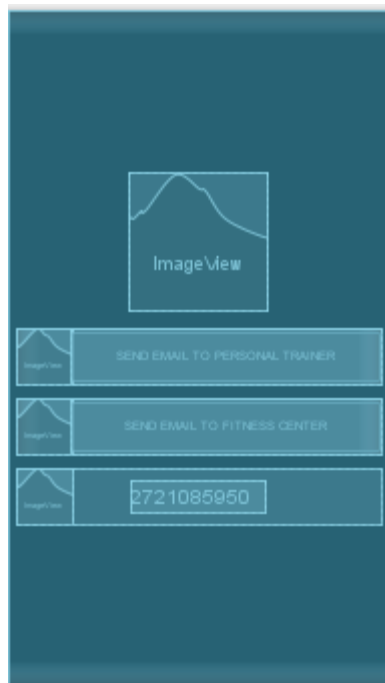 ImageView
ImageView
SEND EMAIL TO PERSONAL TRAINER
ImageView
SEND EMAIL TO FITNESS CENTER
ImageView
2721085950